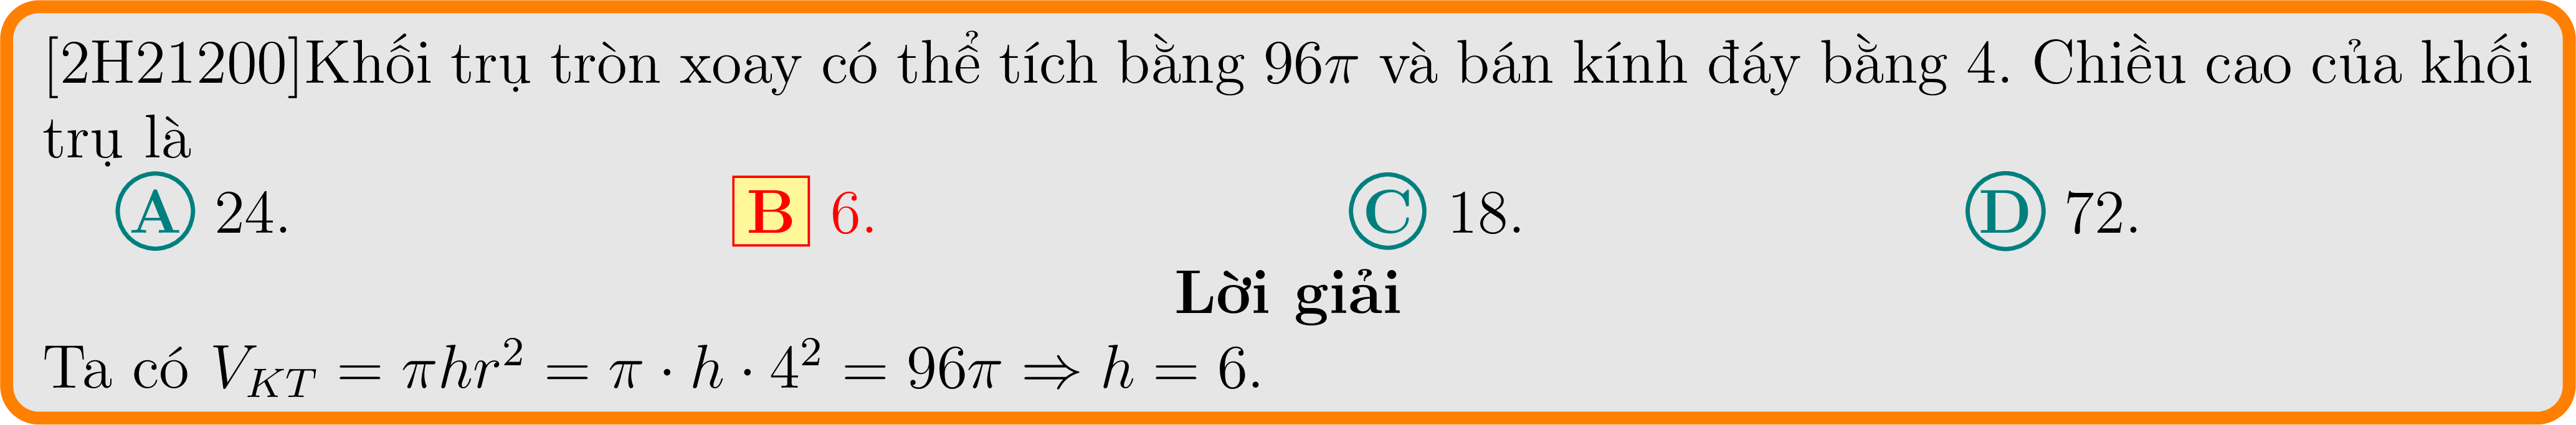 [2H21200]Khối trụ tròn xoay có thể tích bằng 96π và bán kính đáy bằng 4. Chiều cao của khối
trụ là
A 24. B 6. C 18. D 72.
Lời giải
Ta có $V_{KT} = \pi h r^2 = \pi \cdot h \cdot 4^2 = 96\pi \Rightarrow h = 6.$